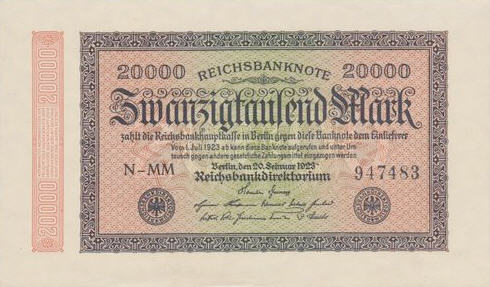 20000
20000 REICHSBANKNOTE 20000
Zwanzigtausend Mark
zahlt die Reichsbankhauptkasse in Berlin gegen diese Banknote dem Einlieferer
Vom 1. Juli 1923 ab kann diese Banknote aufgerufen und unter Um-
tausch gegen andere gesetzliche Zahlungsmittel eingezogen werden
Berlin, den 20. Februar 1923
N-MM Reichsbankdirektorium 947483
20000